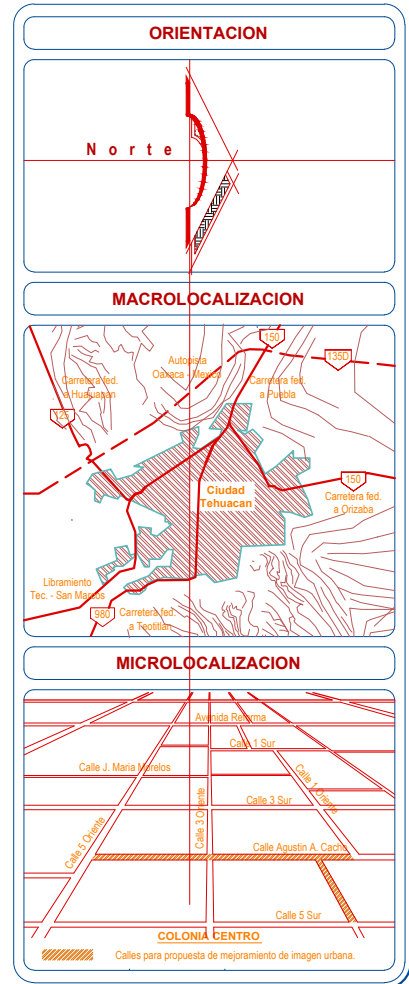 ORIENTACION
Norte
MACROLOCALIZACION
150
Autopista
Oaxaca - Mexico
135D
Carretera fed.
a Huajuapan
Carretera fed.
a Puebla
125
150
Ciudad
Tehuacan
Carretera fed.
a Orizaba
Libramiento
Tec. - San Marcos
980
Carretera fed.
a Teotitlán
MICROLOCALIZACION
Avenida Reforma
Calle 1 Sur
Calle J. Maria Morelos
Calle 1 Oriente
Calle 3 Sur
Calle 3 Oriente
Calle 5 Oriente
Calle Agustin A. Cacho
Calle 5 Sur
COLONIA CENTRO
Calles para propuesta de mejoramiento de imagen urbana.